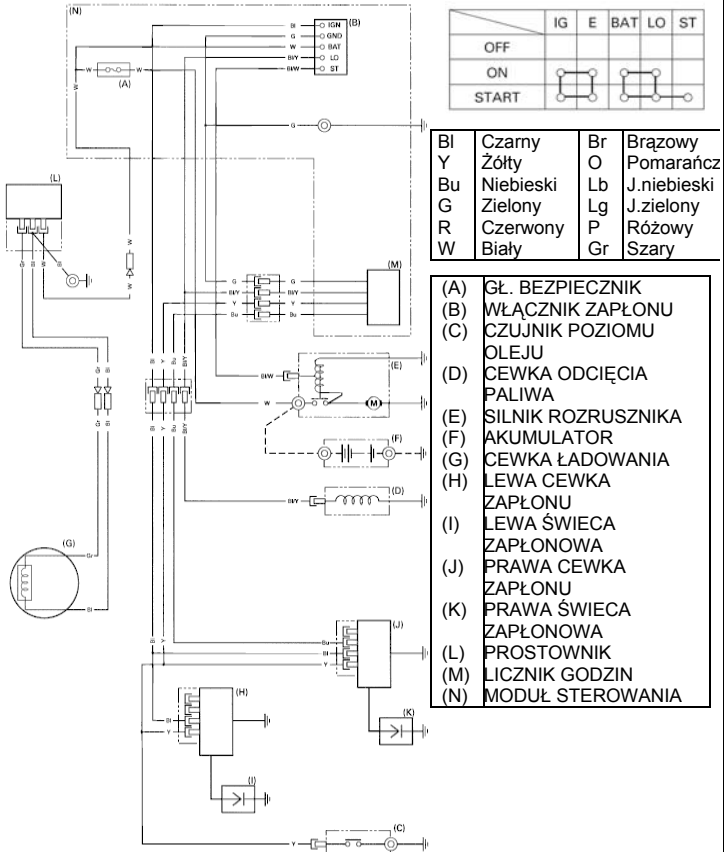 (N)
Bl IGN (B)
G GND
W BAT
Bl/Y LO
Bl/W ST
W W
(A)
W
G
(L)
W
Gr Bl W Bl
W
(M)
G G
Bl/Y Bl/Y
Y Y
Bu Bu
Bl Y Bu Bl/Y
(E)
Bl/W
W
M
Gr Bl
Gr Bl
Bl Y Bu Bl/Y
(F)
(D)
Bl/Y
(G)
Gr
Bl
Bl Y
(J)
Bu
Bl
Y
(H)
Bl
Y
(K)
(I)
(C)
Y
IG E BAT LO ST
OFF
ON
START
Bl Czarny Br Brązowy
Y Żółty O Pomarańcz
Bu Niebieski Lb J.niebieski
G Zielony Lg J.zielony
R Czerwony P Różowy
W Biały Gr Szary
(A) GŁ. BEZPIECZNIK
(B) WŁĄCZNIK ZAPŁONU
(C) CZUJNIK POZIOMU
OLEJU
(D) CEWKA ODCIĘCIA
PALIWA
(E) SILNIK ROZRUSZNIKA
(F) AKUMULATOR
(G) CEWKA ŁADOWANIA
(H) LEWA CEWKA
ZAPŁONU
(I) LEWA ŚWIECA
ZAPŁONOWA
(J) PRAWA CEWKA
ZAPŁONU
(K) PRAWA ŚWIECA
ZAPŁONOWA
(L) PROSTOWNIK
(M) LICZNIK GODZIN
(N) MODUŁ STEROWANIA